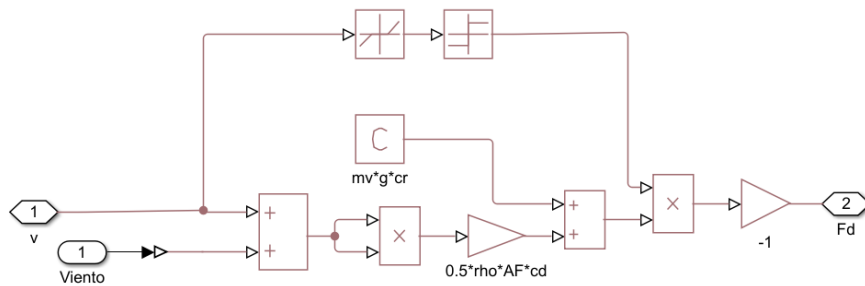 C
mv*g*cr
1
v
+
+
1
Viento
×
0.5*rho*AF*cd
+
+
×
-1
2
Fd